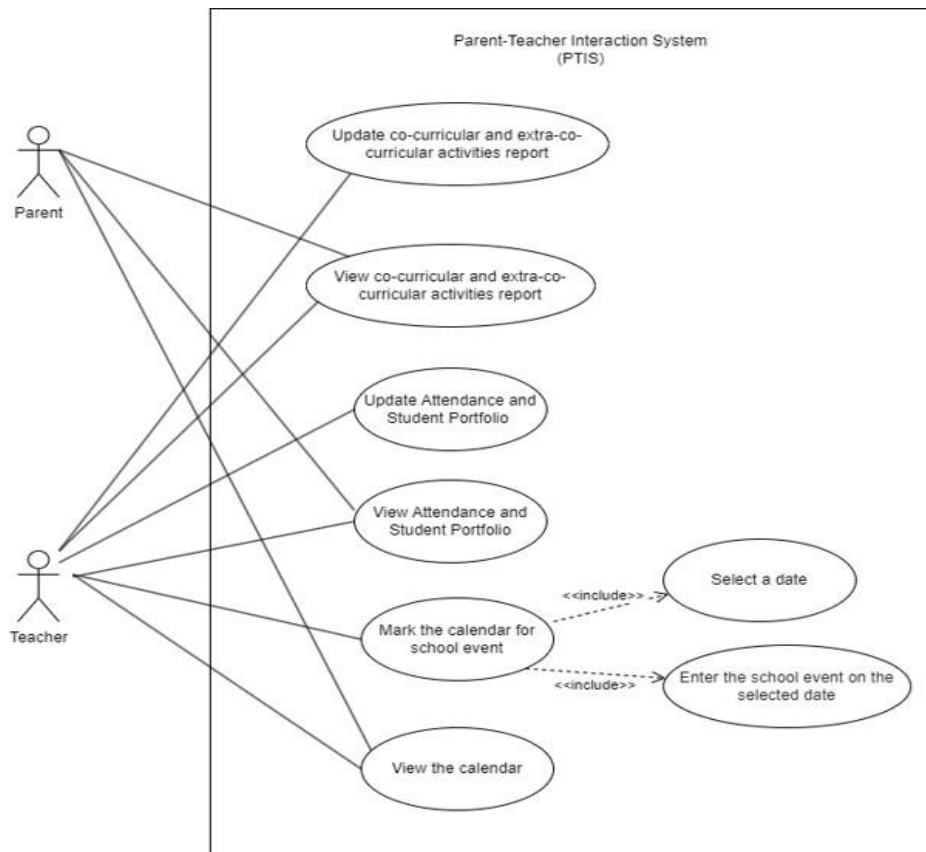 Parent-Teacher Interaction System
(PTIS)
Update co-curricular and extra-co-
curricular activities report
Parent
View co-curricular and extra-co-
curricular activities report
Update Attendance and
Student Portfolio
View Attendance and
Student Portfolio
Select a date
<<include>>
Teacher
Mark the calendar for
school event
<<include>>
Enter the school event on the
selected date
View the calendar